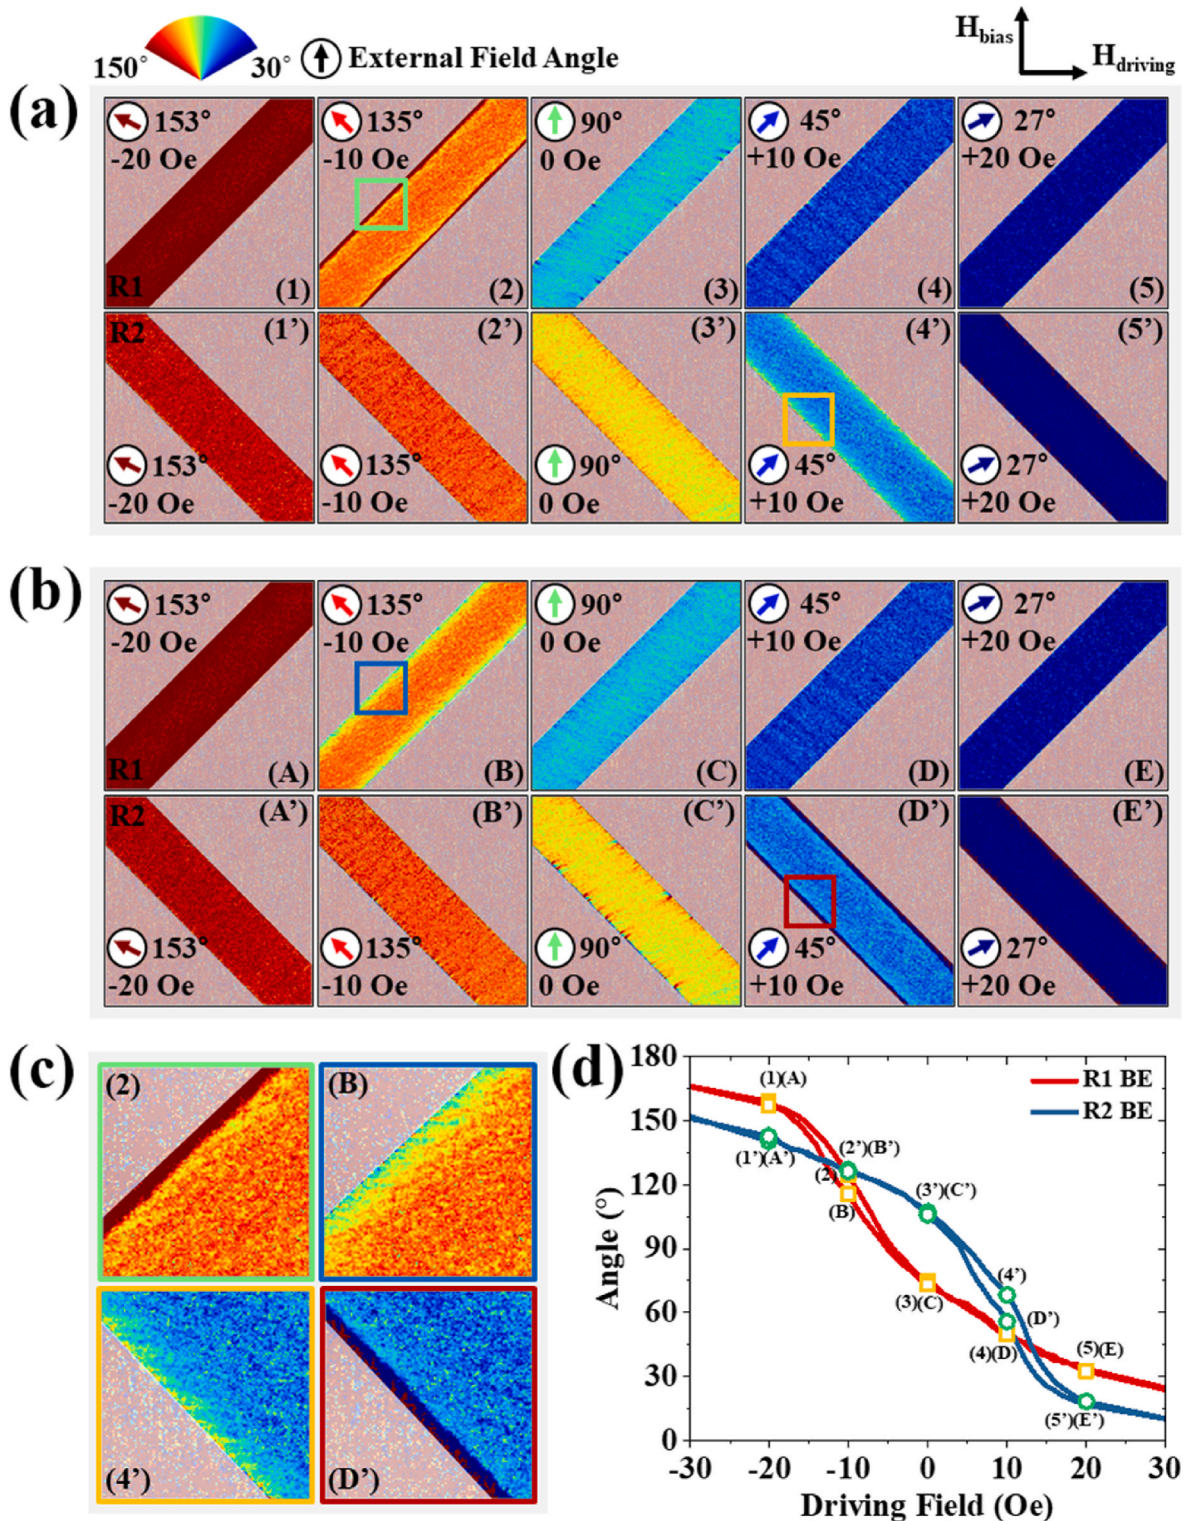 150° 30° External Field Angle H_bias H_driving
(a)
153° 135° 90° 45° 27°
-20 Oe -10 Oe 0 Oe +10 Oe +20 Oe
R1 (1) (2) (3) (4) (5)
R2 (1') (2') (3') (4') (5')
153° 135° 90° 45° 27°
-20 Oe -10 Oe 0 Oe +10 Oe +20 Oe
(b)
153° 135° 90° 45° 27°
-20 Oe -10 Oe 0 Oe +10 Oe +20 Oe
R1 (A) (B) (C) (D) (E)
R2 (A') (B') (C') (D') (E')
153° 135° 90° 45° 27°
-20 Oe -10 Oe 0 Oe +10 Oe +20 Oe
(c)
(2) (B)
(4') (D')
(d)
180
150
120
90
60
30
0
Angle (°)
R1 BE
R2 BE
(1)(A)
(1')(A')
(2')(B')
(2)
(B)
(3')(C')
(3)(C)
(4')
(D')
(4)(D)
(5)(E)
(5')(E')
-30 -20 -10 0 10 20 30
Driving Field (Oe)